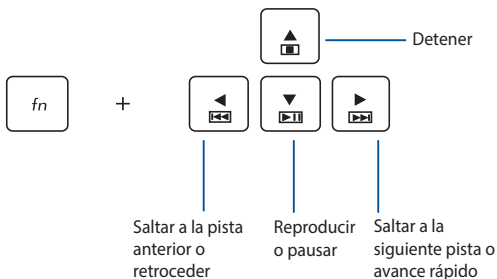 Detener
fn +
Saltar a la pista
anterior o
retroceder
Reproducir
o pausar
Saltar a la
siguiente pista o
avance rápido